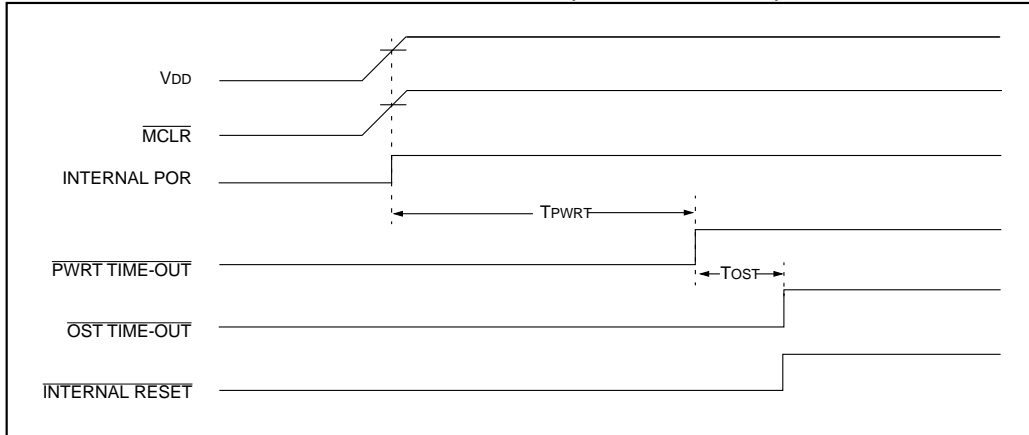 VDD
MCLR
INTERNAL POR
TPWRT
PWRT TIME-OUT
TOST
OST TIME-OUT
INTERNAL RESET